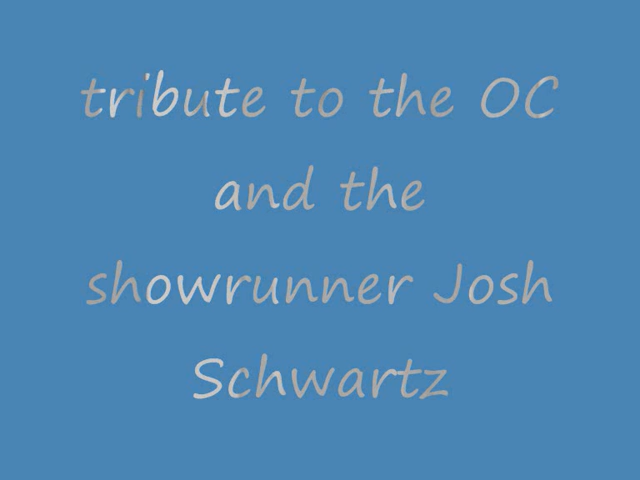 tribute to the OC
and the
showrunner Josh
Schwartz